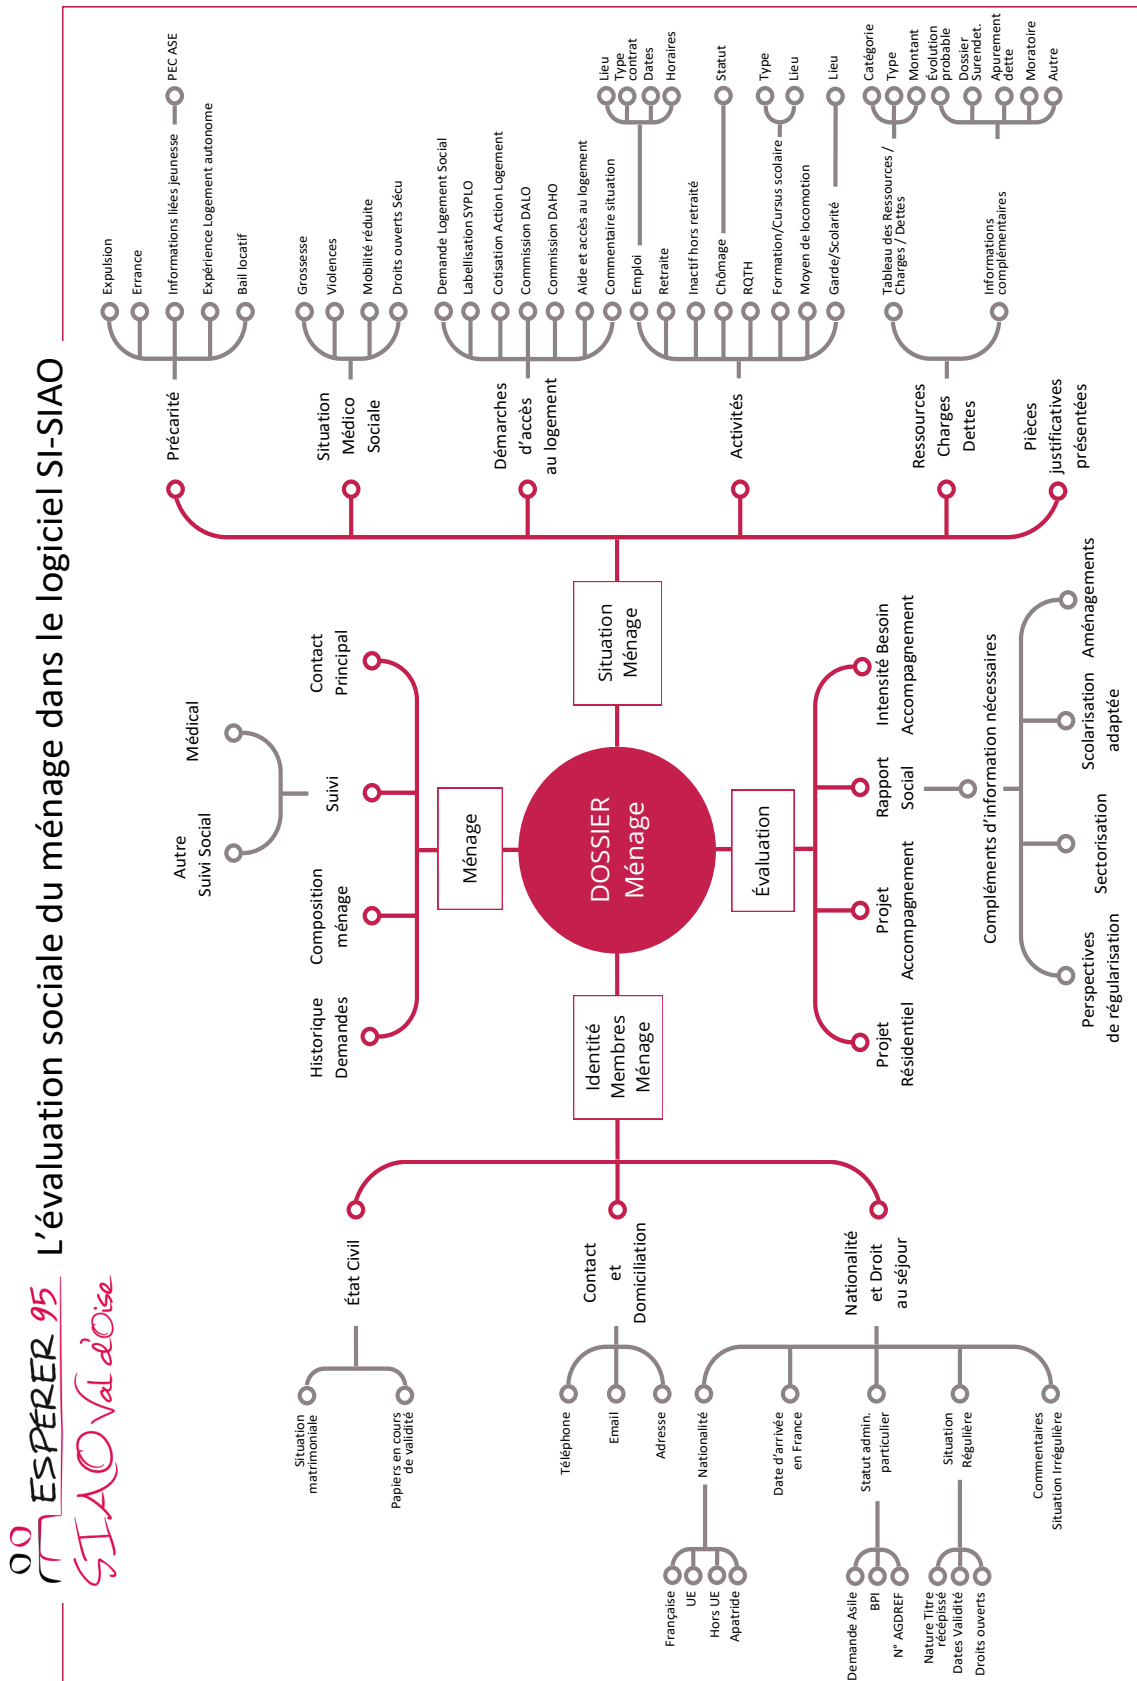 ESPERER 95
SIAO Val d'Oise
L'évaluation sociale du ménage dans le logiciel SI-SIAO
DOSSIER
Ménage
Ménage
Historique
Demandes
Composition
ménage
Suivi
Autre
Suivi Social
Médical
Contact
Principal
Identité
Membres
Ménage
État Civil
Situation
matrimoniale
Papiers en cours
de validité
Contact
et
Domiciliation
Téléphone
Email
Adresse
Nationalité
et Droit
au séjour
Nationalité
Française
UE
Hors UE
Apatride
Date d'arrivée
en France
Statut admin.
particulier
Demande Asile
BPI
N° AGDREF
Situation
Régulière
Nature Titre
récépissé
Dates Validité
Droits ouverts
Commentaires
Situation Irrégulière
Évaluation
Projet
Résidentiel
Projet
Accompagnement
Rapport
Social
Intensité Besoin
Accompagnement
Compléments d'information nécessaires
Perspectives
de régularisation
Sectorisation
Scolarisation
adaptée
Aménagements
Situation
Ménage
Précarité
Expulsion
Errance
Informations liées jeunesse
PEC ASE
Expérience Logement autonome
Bail locatif
Situation
Médico
Sociale
Grossesse
Violences
Mobilité réduite
Droits ouverts Sécu
Démarches
d'accès
au logement
Demande Logement Social
Labellisation SYPLO
Cotisation Action Logement
Commission DALO
Commission DAHO
Aide et accès au logement
Commentaire situation
Activités
Emploi
Lieu
Type
contrat
Dates
Horaires
Retraite
Inactif hors retraité
Chômage
Statut
RQTH
Formation/Cursus scolaire
Type
Lieu
Moyen de locomotion
Garde/Scolarité
Lieu
Ressources
Charges
Dettes
Tableau des Ressources /
Charges / Dettes
Catégorie
Type
Montant
Informations
complémentaires
Évolution
probable
Dossier
Surendet.
Apurement
dette
Moratoire
Autre
Pièces
justificatives
présentées